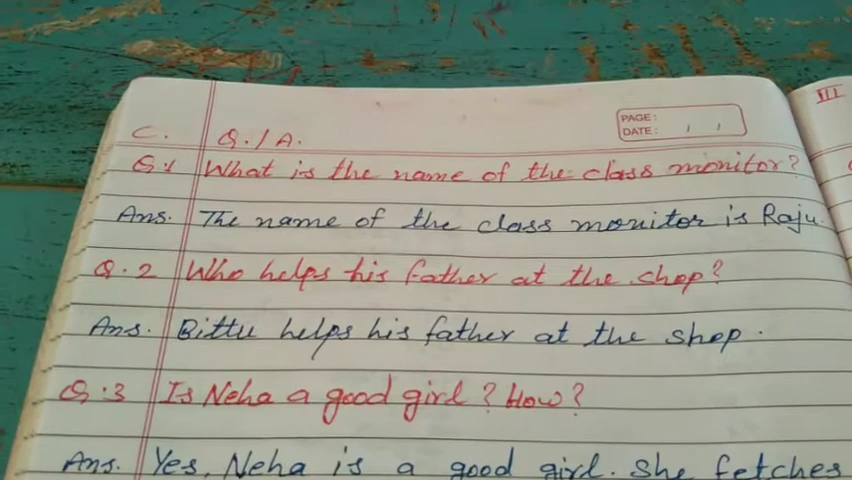 III
PAGE:
DATE: , ,
C. Q./A.
Q.1 What is the name of the class monitor?
Ans. The name of the class monitor is Raju.
Q.2 Who helps his father at the shop?
Ans. Bittu helps his father at the shop.
Q.3 Is Neha a good girl? How?
Ans. Yes, Neha is a good girl. She fetches